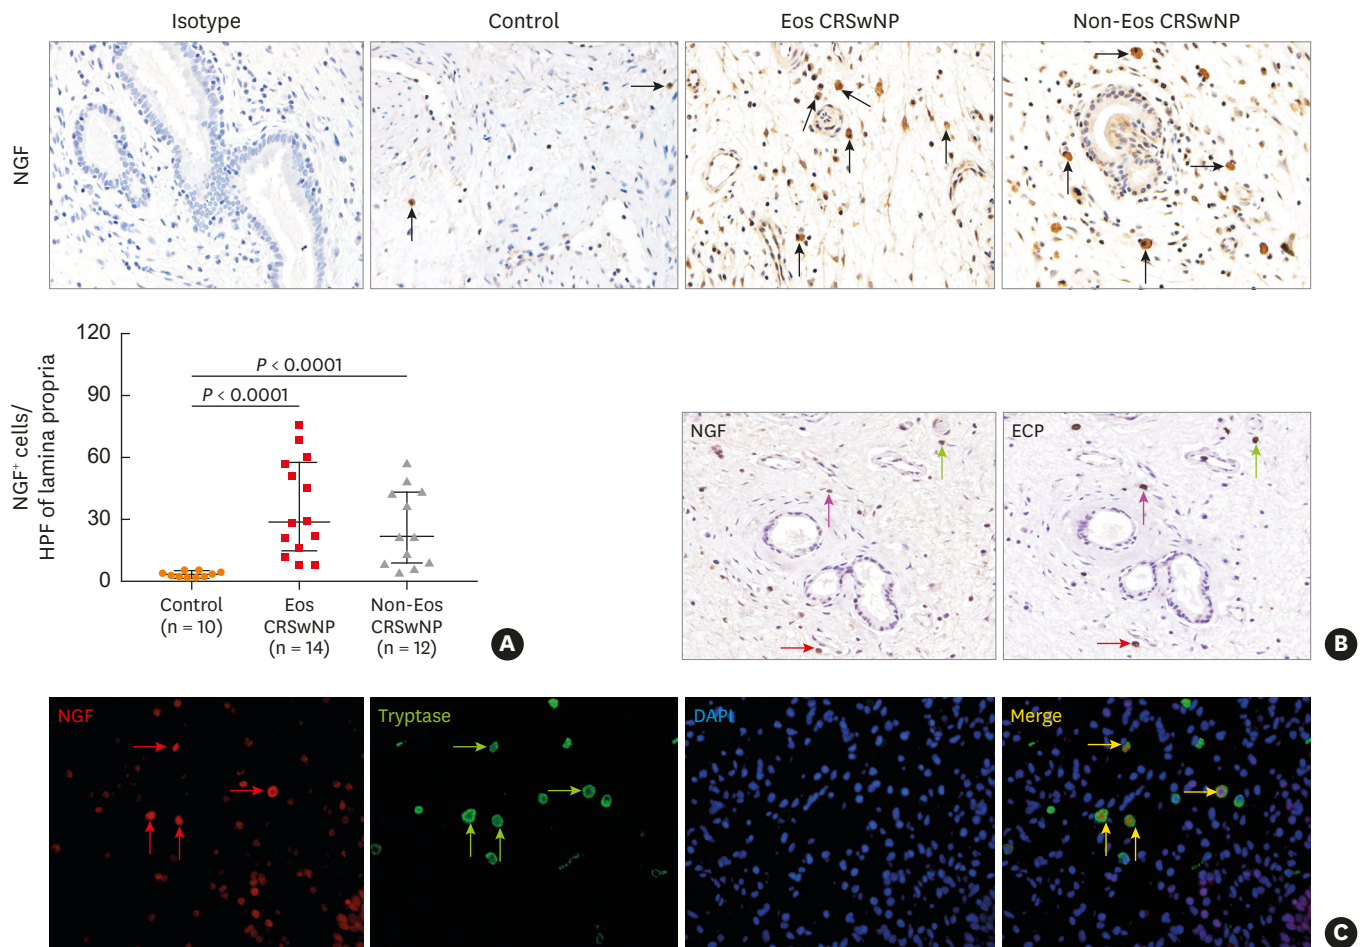 Isotype
Control
Eos CRSwNP
Non-Eos CRSwNP
NGF
NGF⁺ cells/
HPF of lamina propria
120
90
60
30
0
P < 0.0001
P < 0.0001
Control
(n = 10)
Eos
CRSwNP
(n = 14)
Non-Eos
CRSwNP
(n = 12)
A
NGF
ECP
B
NGF
Tryptase
DAPI
Merge
C